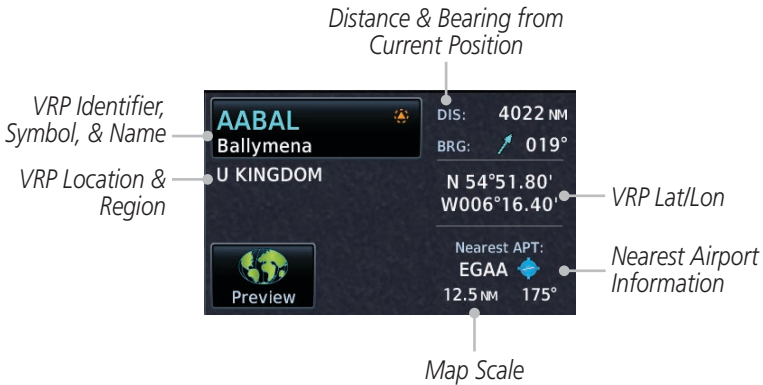 Distance & Bearing from
Current Position
VRP Identifier,
Symbol, & Name
AABAL
Ballymena
DIS: 4022 NM
BRG: 019°
VRP Location &
Region
U KINGDOM
N 54°51.80'
W006°16.40'
VRP Lat/Lon
Nearest APT:
EGAA
12.5 NM 175°
Nearest Airport
Information
Preview
Map Scale